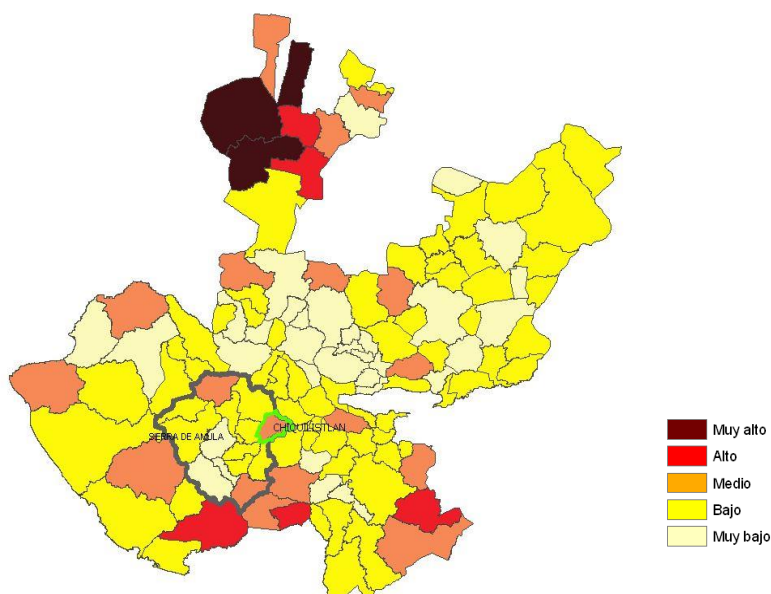 CHIQUILISTLAN
SIERRA DE AMULA
Muy alto
Alto
Medio
Bajo
Muy bajo